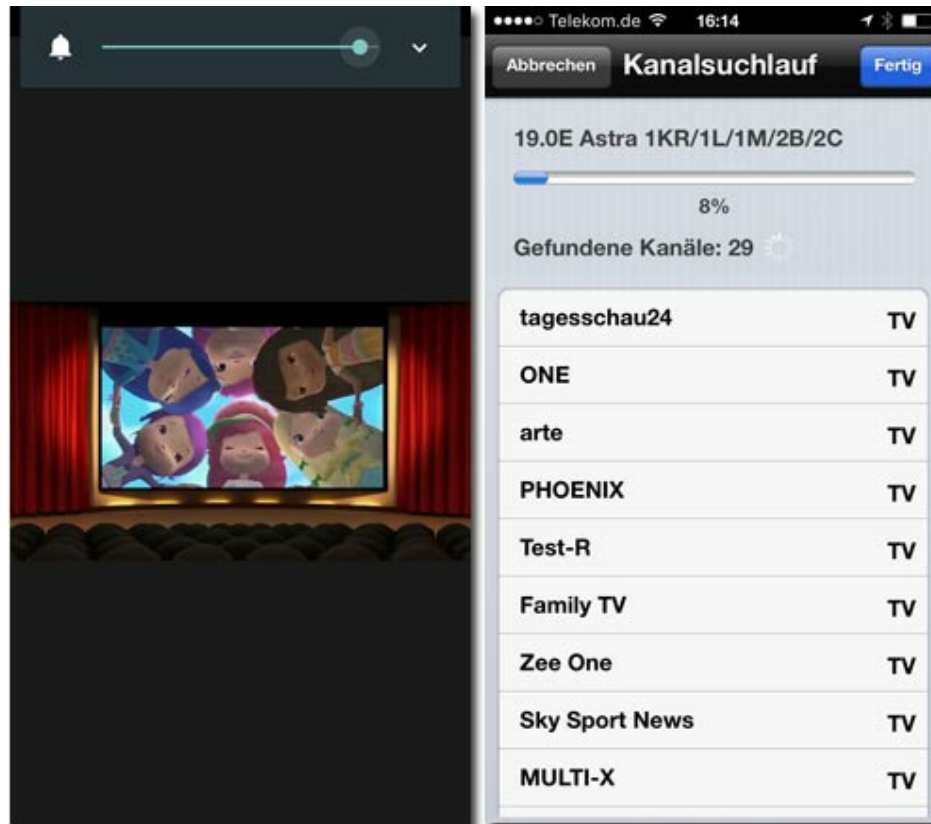 Telekom.de 16:14
Abbrechen Kanalsuchlauf Fertig
19.0E Astra 1KR/1L/1M/2B/2C
8%
Gefundene Kanäle: 29
tagesschau24 TV
ONE TV
arte TV
PHOENIX TV
Test-R TV
Family TV TV
Zee One TV
Sky Sport News TV
MULTI-X TV